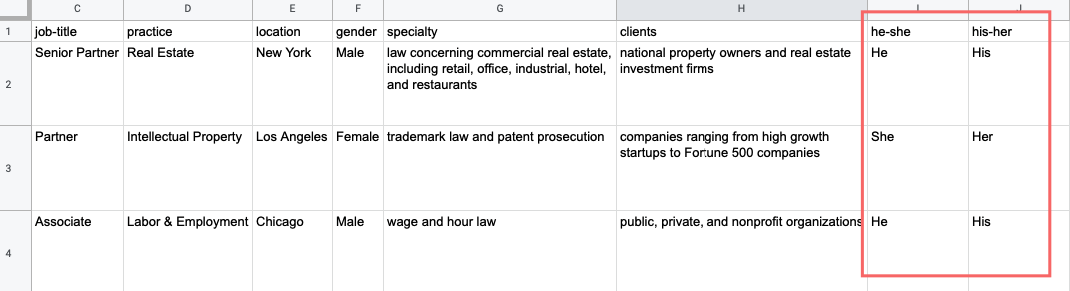 C D E F G H I J
1 job-title practice location gender specialty clients he-she his-her
Senior Partner Real Estate New York Male law concerning commercial real estate, national property owners and real estate He His
including retail, office, industrial, hotel, investment firms
2 and restaurants
Partner Intellectual Property Los Angeles Female trademark law and patent prosecution companies ranging from high growth She Her
startups to Fortune 500 companies
3
Associate Labor & Employment Chicago Male wage and hour law public, private, and nonprofit organizations He His
4